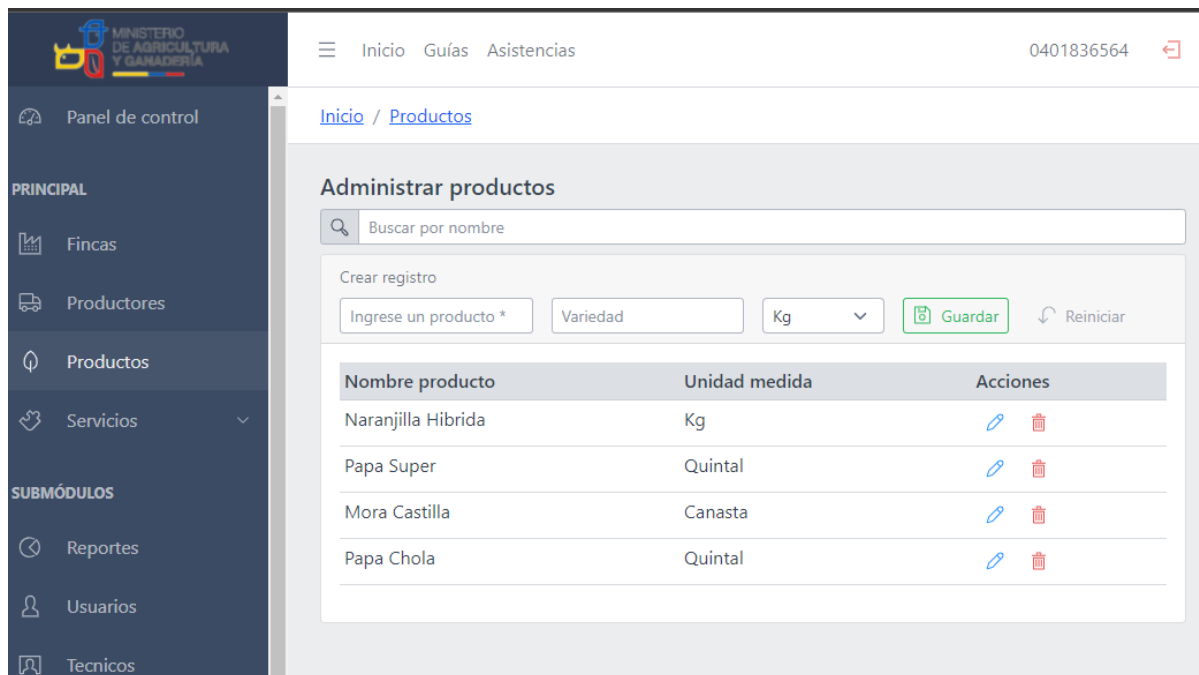 MINISTERIO
DE AGRICULTURA
Y GANADERÍA
Inicio Guías Asistencias 0401836564
Panel de control
Inicio / Productos
PRINCIPAL
Fincas
Productores
Productos
Servicios
SUBMÓDULOS
Reportes
Usuarios
Tecnicos
Administrar productos
Buscar por nombre
Crear registro
Ingrese un producto * Variedad Kg Guardar Reiniciar
Nombre producto Unidad medida Acciones
Naranjilla Hibrida Kg
Papa Super Quintal
Mora Castilla Canasta
Papa Chola Quintal